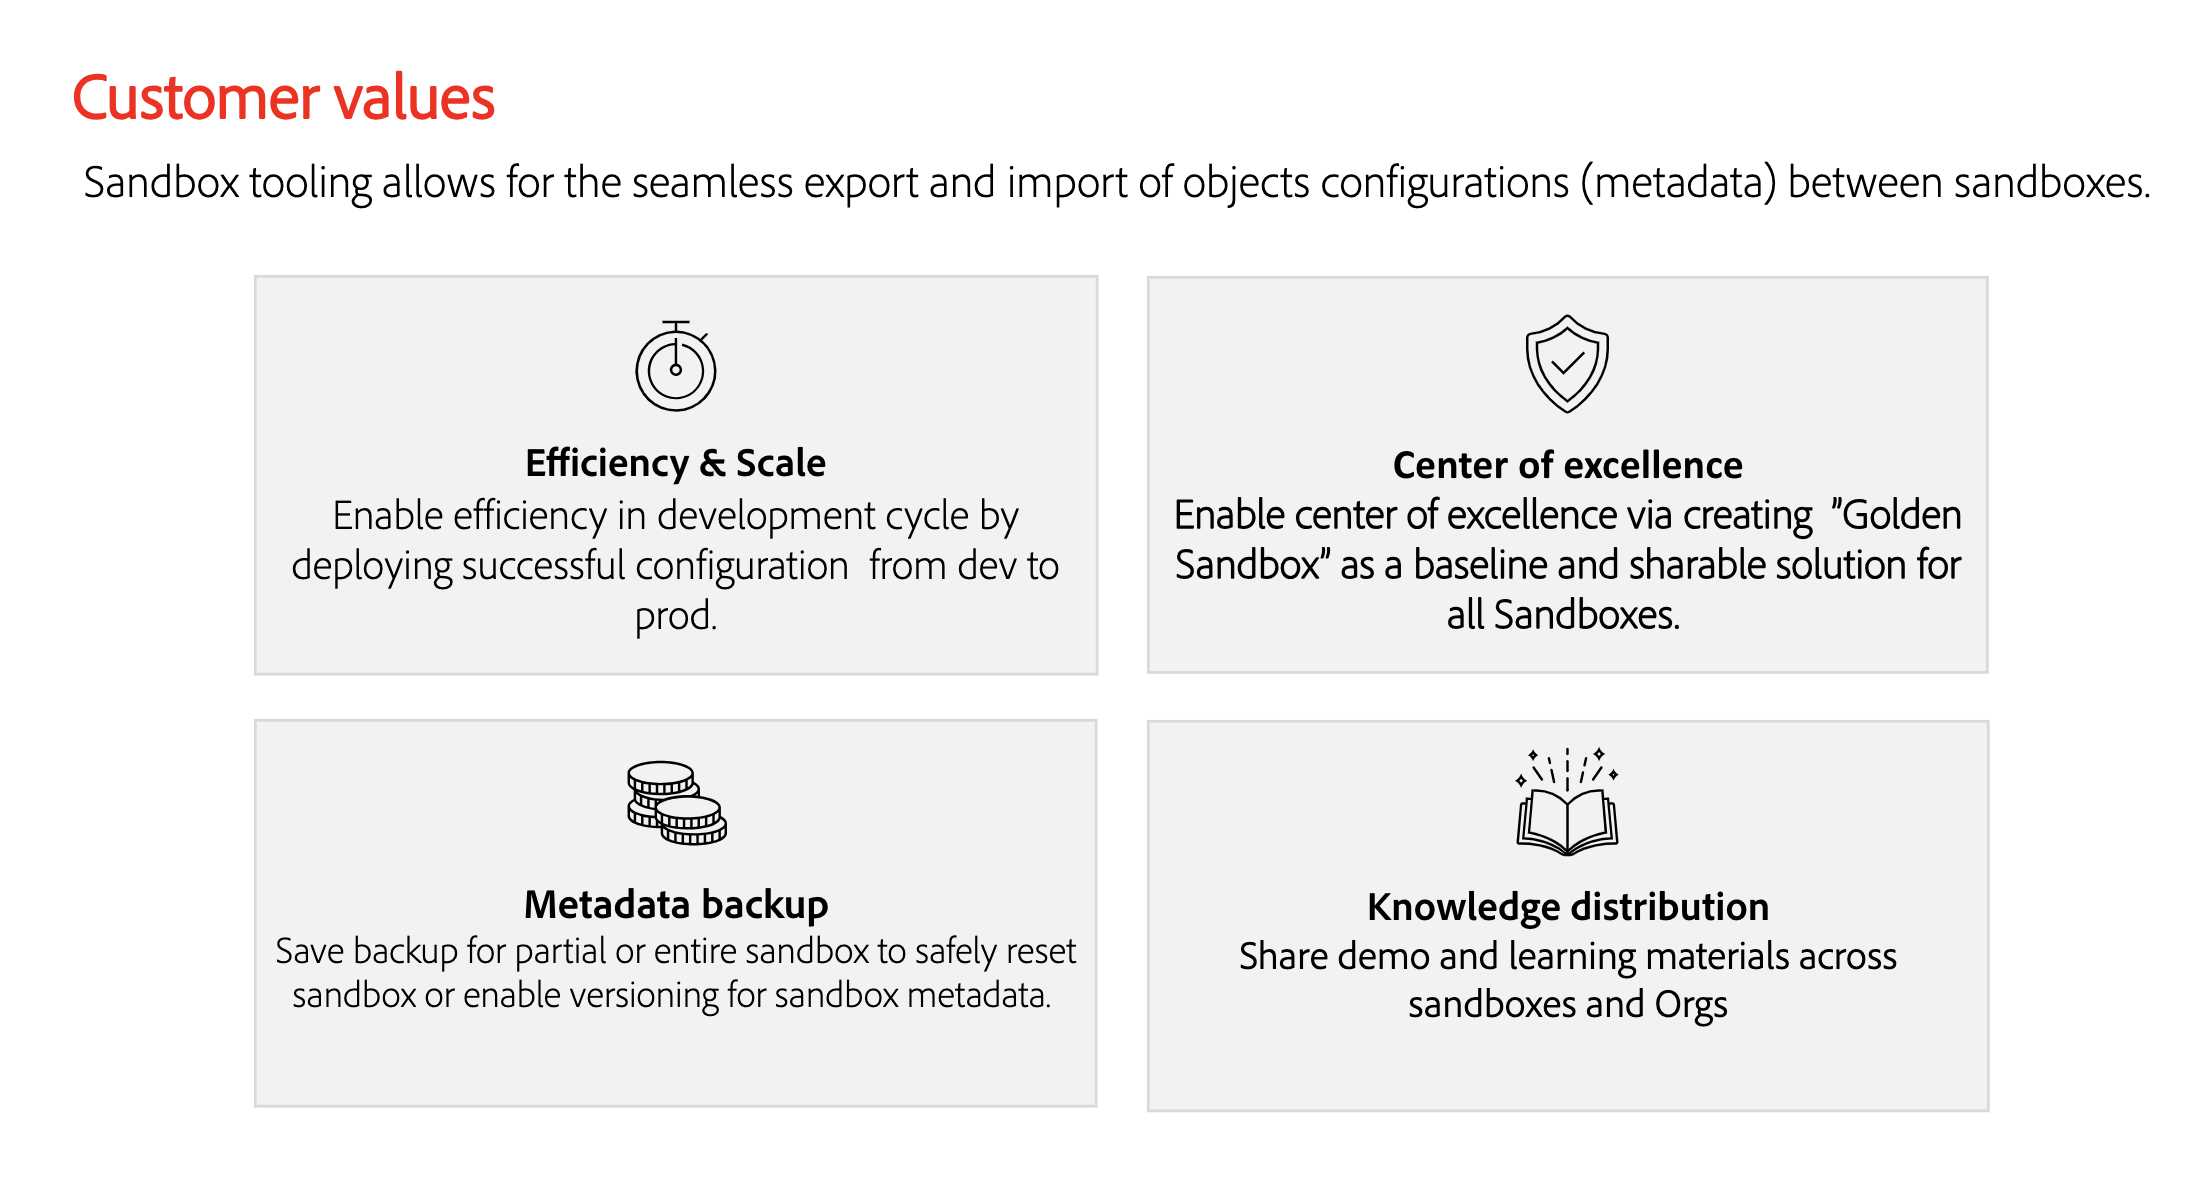 Customer values
Sandbox tooling allows for the seamless export and import of objects configurations (metadata) between sandboxes.
Efficiency & Scale
Enable efficiency in development cycle by
deploying successful configuration  from dev to
prod.
Center of excellence
Enable center of excellence via creating  ”Golden
Sandbox” as a baseline and sharable solution for
all Sandboxes.
Metadata backup
Save backup for partial or entire sandbox to safely reset
sandbox or enable versioning for sandbox metadata.
Knowledge distribution
Share demo and learning materials across
sandboxes and Orgs